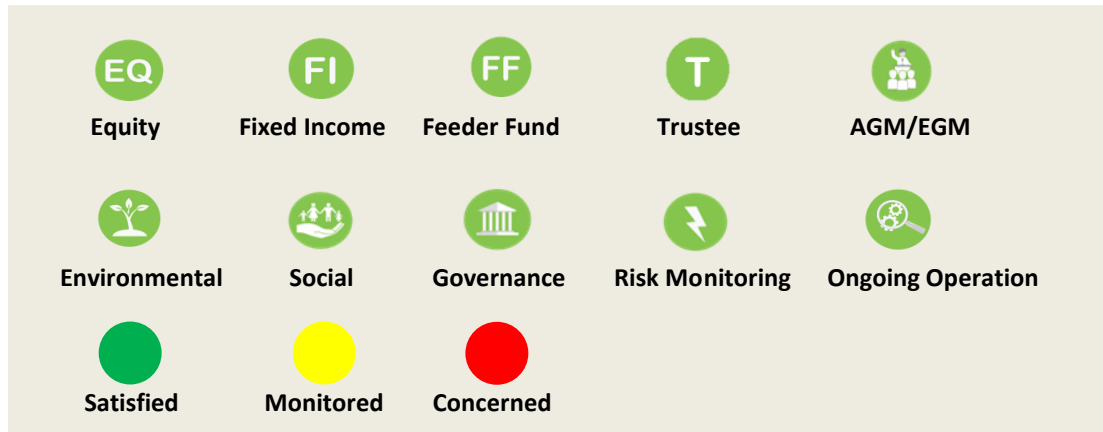 EQ FI FF T
Equity Fixed Income Feeder Fund Trustee AGM/EGM
Environmental Social Governance Risk Monitoring Ongoing Operation
Satisfied Monitored Concerned